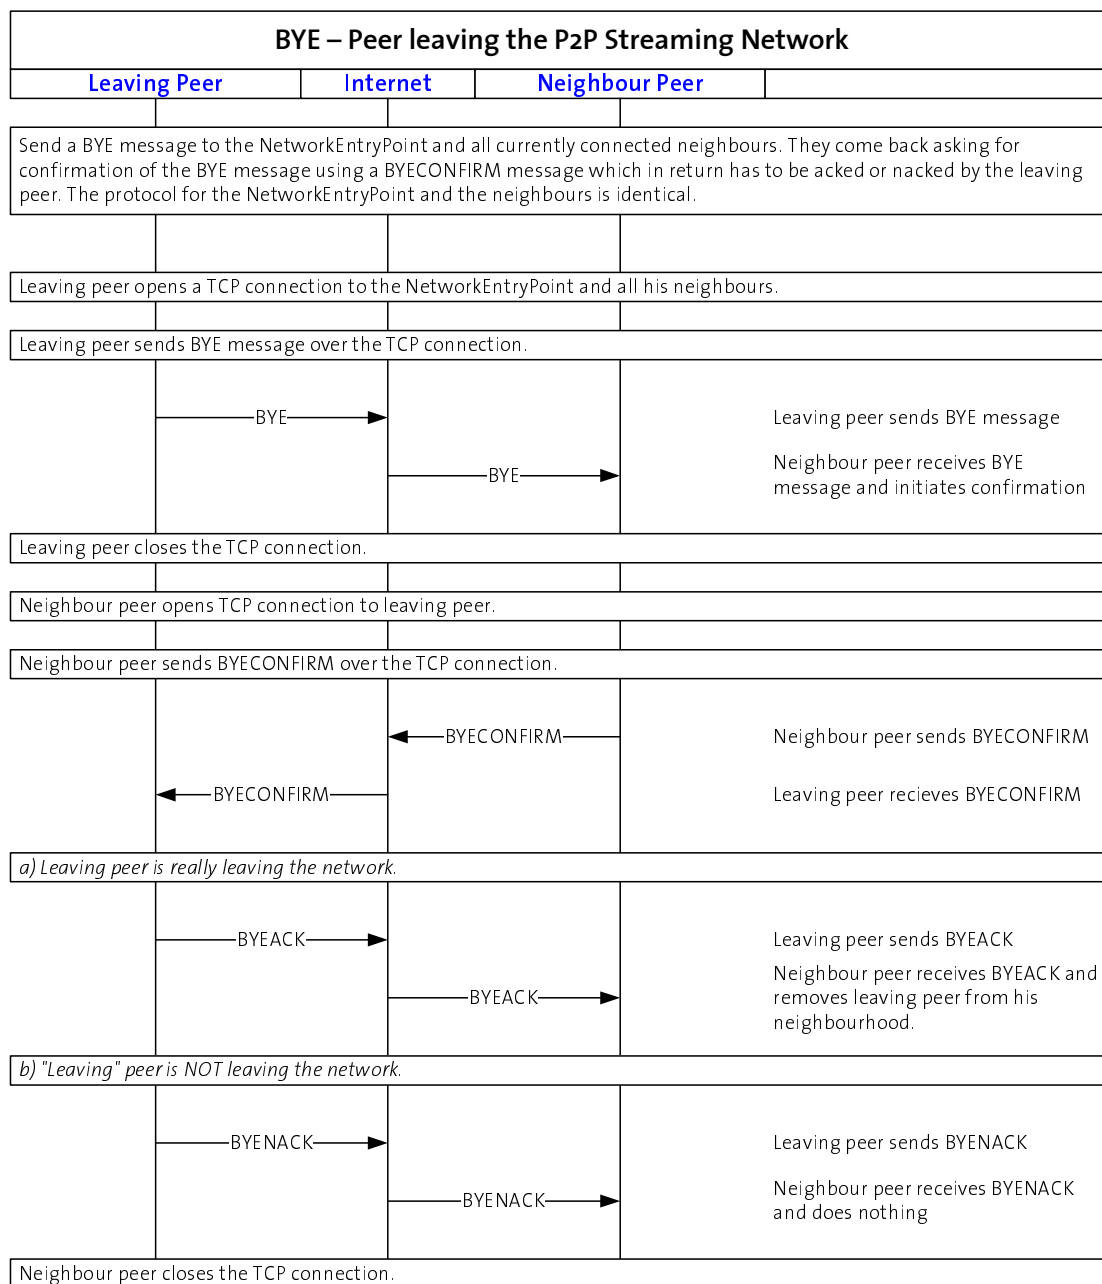 BYE – Peer leaving the P2P Streaming Network
Leaving Peer Internet Neighbour Peer
Send a BYE message to the NetworkEntryPoint and all currently connected neighbours. They come back asking for
confirmation of the BYE message using a BYECONFIRM message which in return has to be acked or nacked by the leaving
peer. The protocol for the NetworkEntryPoint and the neighbours is identical.
Leaving peer opens a TCP connection to the NetworkEntryPoint and all his neighbours.
Leaving peer sends BYE message over the TCP connection.
BYE Leaving peer sends BYE message
Neighbour peer receives BYE
BYE message and initiates confirmation
Leaving peer closes the TCP connection.
Neighbour peer opens TCP connection to leaving peer.
Neighbour peer sends BYECONFIRM over the TCP connection.
BYECONFIRM Neighbour peer sends BYECONFIRM
BYECONFIRM Leaving peer recieves BYECONFIRM
a) Leaving peer is really leaving the network.
BYEACK Leaving peer sends BYEACK
Neighbour peer receives BYEACK and
BYEACK removes leaving peer from his
neighbourhood.
b) "Leaving" peer is NOT leaving the network.
BYENACK Leaving peer sends BYENACK
Neighbour peer receives BYENACK
BYENACK and does nothing
Neighbour peer closes the TCP connection.